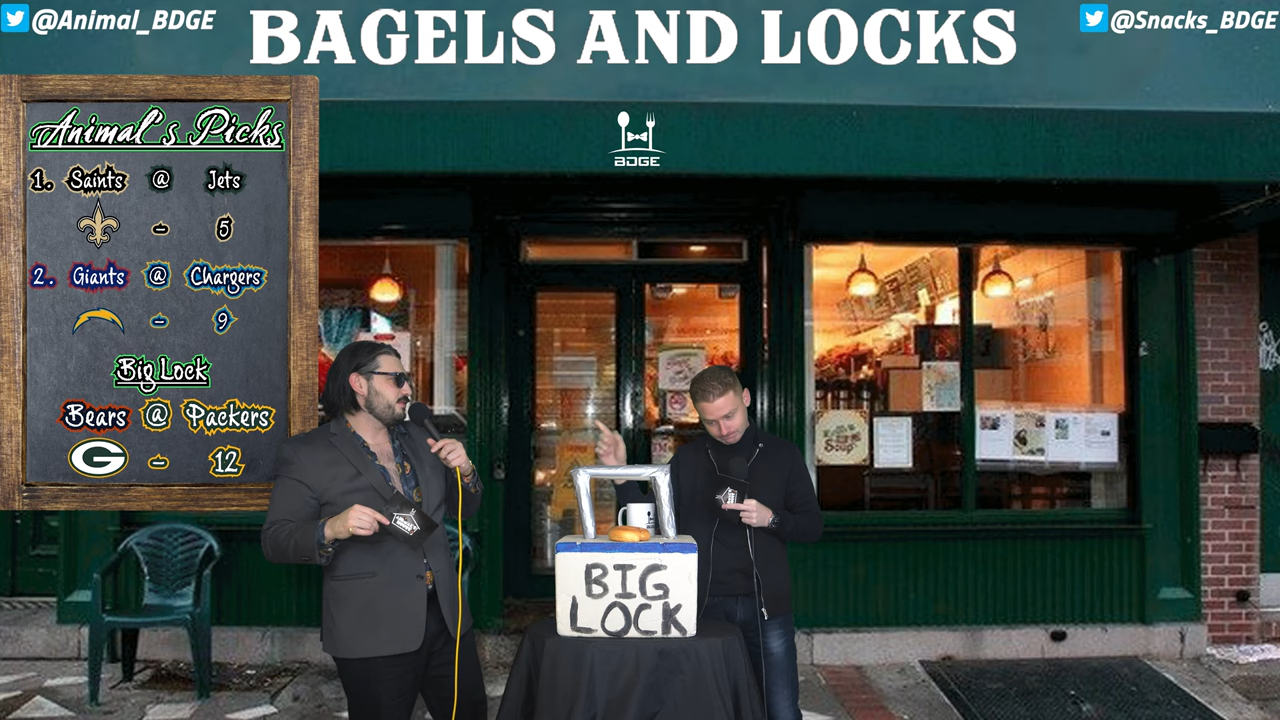 @Animal_BDGE
BAGELS AND LOCKS
@Snacks_BDGE
BDGE
Animal's Picks
1. Saints @ Jets
- 5
2. Giants @ Chargers
- 9
Big Lock
Bears @ Packers
G - 12
BIG
LOCK
Soup